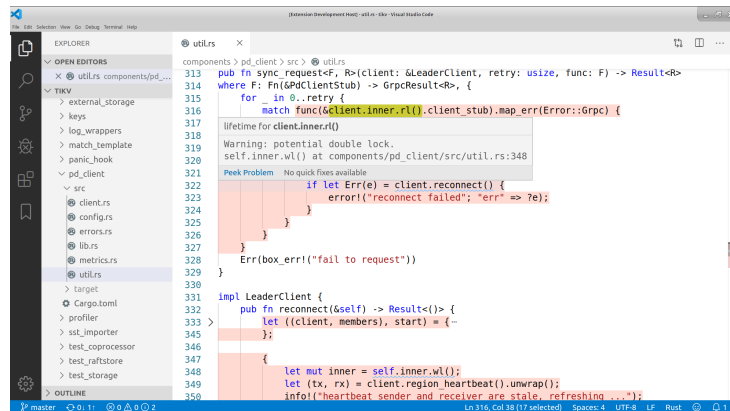 [Extension Development Host] - util.rs - tikv - Visual Studio Code
File Edit Selection View Go Debug Terminal Help
EXPLORER
OPEN EDITORS
util.rs components/pd_...
TIKV
external_storage
keys
log_wrappers
match_template
panic_hook
pd_client
src
client.rs
config.rs
errors.rs
lib.rs
metrics.rs
util.rs
target
Cargo.toml
profiler
sst_importer
test_coprocessor
test_raftstore
test_storage
OUTLINE
util.rs
components > pd_client > src > util.rs
313 pub fn sync_request<F, R>(client: &LeaderClient, retry: usize, func: F) -> Result<R>
314 where F: Fn(&PdClientStub) -> GrpcResult<R>, {
315 for _ in 0..retry {
316 match func(&client.inner.rl().client_stub).map_err(Error::Grpc) {
317
lifetime for client.inner.rl()
318
Warning: potential double lock.
319
self.inner.wl() at components/pd_client/src/util.rs:348
320
321
Peek Problem No quick fixes available
322 if let Err(e) = client.reconnect() {
323 error!("reconnect failed"; "err" => ?e);
324 }
325 }
326 }
327 }
328 Err(box_err!("fail to request"))
329 }
330
331 impl LeaderClient {
332 pub fn reconnect(&self) -> Result<()> {
333 let ((client, members), start) = {…
345 };
346
347 {
348 let mut inner = self.inner.wl();
349 let (tx, rx) = client.region_heartbeat().unwrap();
350 info!("heartbeat sender and receiver are stale, refreshing ...");
master 0↓ 1↑ 0 0 2
Ln 316, Col 38 (17 selected) Spaces: 4 UTF-8 LF Rust 1